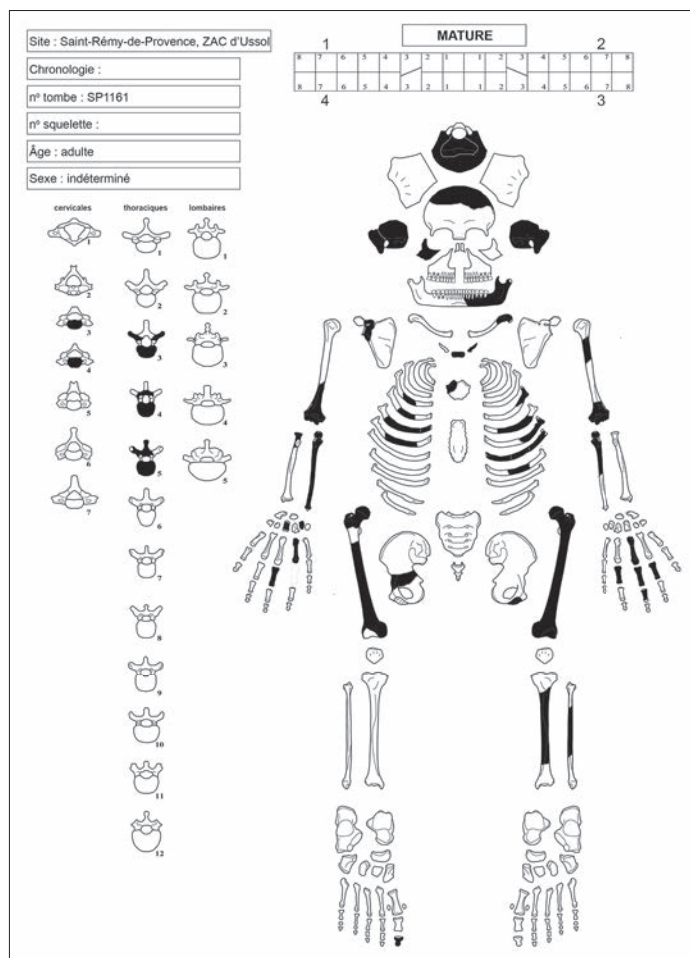 MATURE
Site : Saint-Rémy-de-Provence, ZAC d'Ussol
1 2
8 7 6 5 4 3 2 1 1 2 3 4 5 6 7 8
8 7 6 5 4 3 2 1 1 2 3 4 5 6 7 8
4 3
Chronologie :
nº tombe : SP1161
nº squelette :
Âge : adulte
Sexe : indéterminé
cervicales thoraciques lombaires
1 1 1
2 2 2
3 3 3
4 4 4
5 5 5
6 6
7 7
8
9
10
11
12